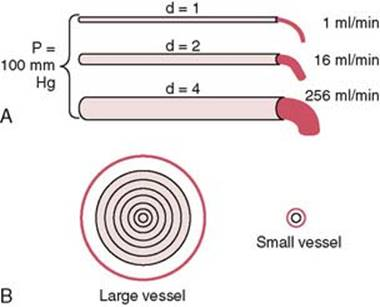 d = 1
1 ml/min
P =
100 mm
Hg
d = 2
16 ml/min
d = 4
256 ml/min
A
Small vessel
B
Large vessel